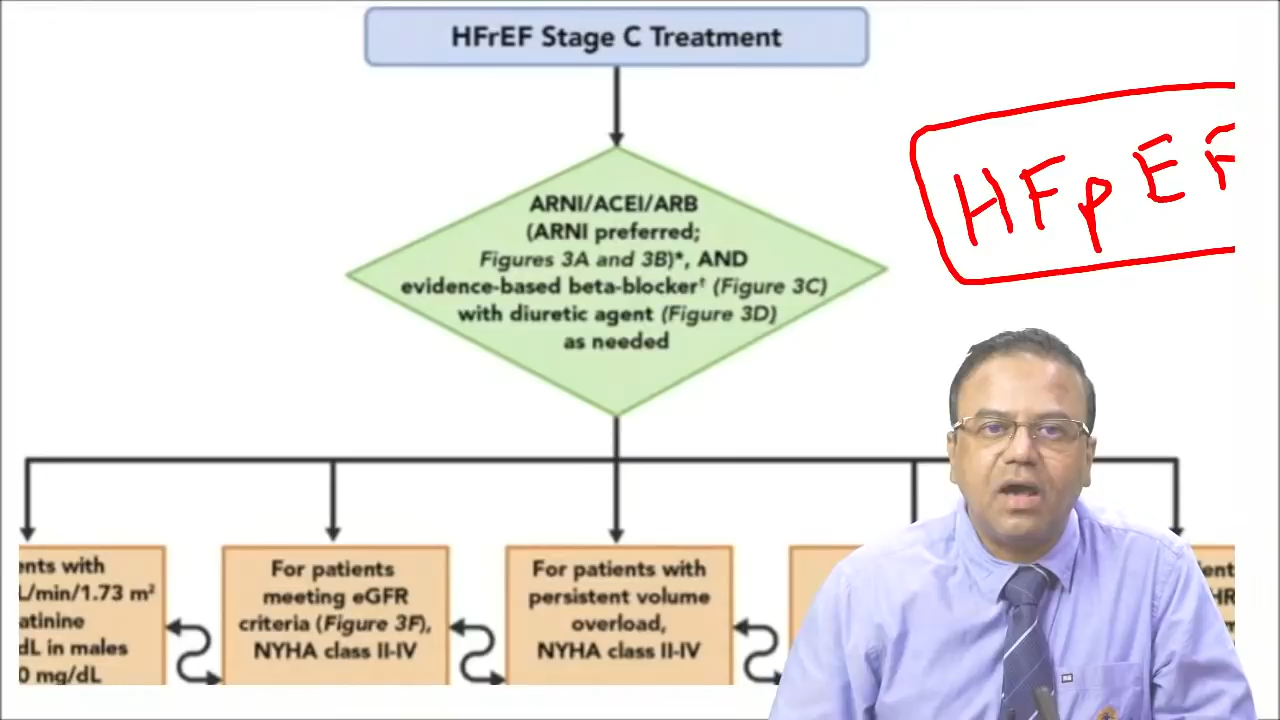 HFrEF Stage C Treatment
HFpEF
ARNI/ACEI/ARB
(ARNI preferred;
Figures 3A and 3B)*, AND
evidence-based beta-blocker† (Figure 3C)
with diuretic agent (Figure 3D)
as needed
ents with
L/min/1.73 m²
atinine
dL in males
0 mg/dL
For patients
meeting eGFR
criteria (Figure 3F),
NYHA class II-IV
For patients with
persistent volume
overload,
NYHA class II-IV